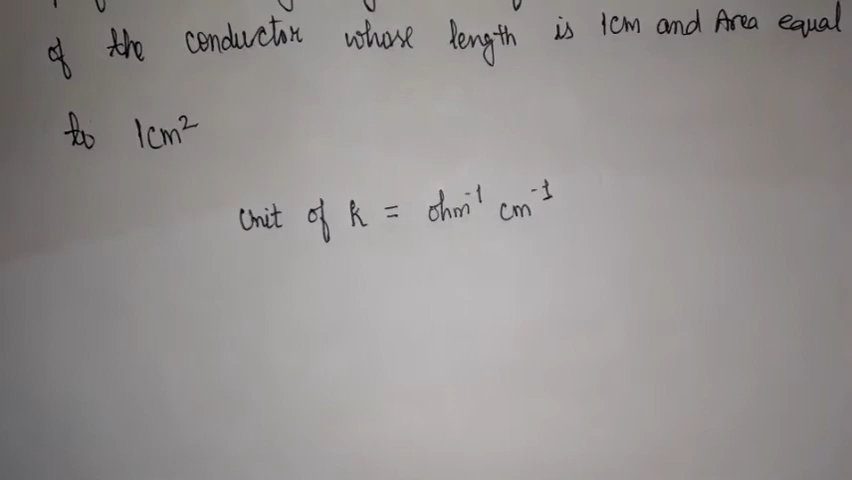 of the conductor whose length is 1cm and Area equal
to 1cm²
Unit of k = ohm⁻¹ cm⁻¹